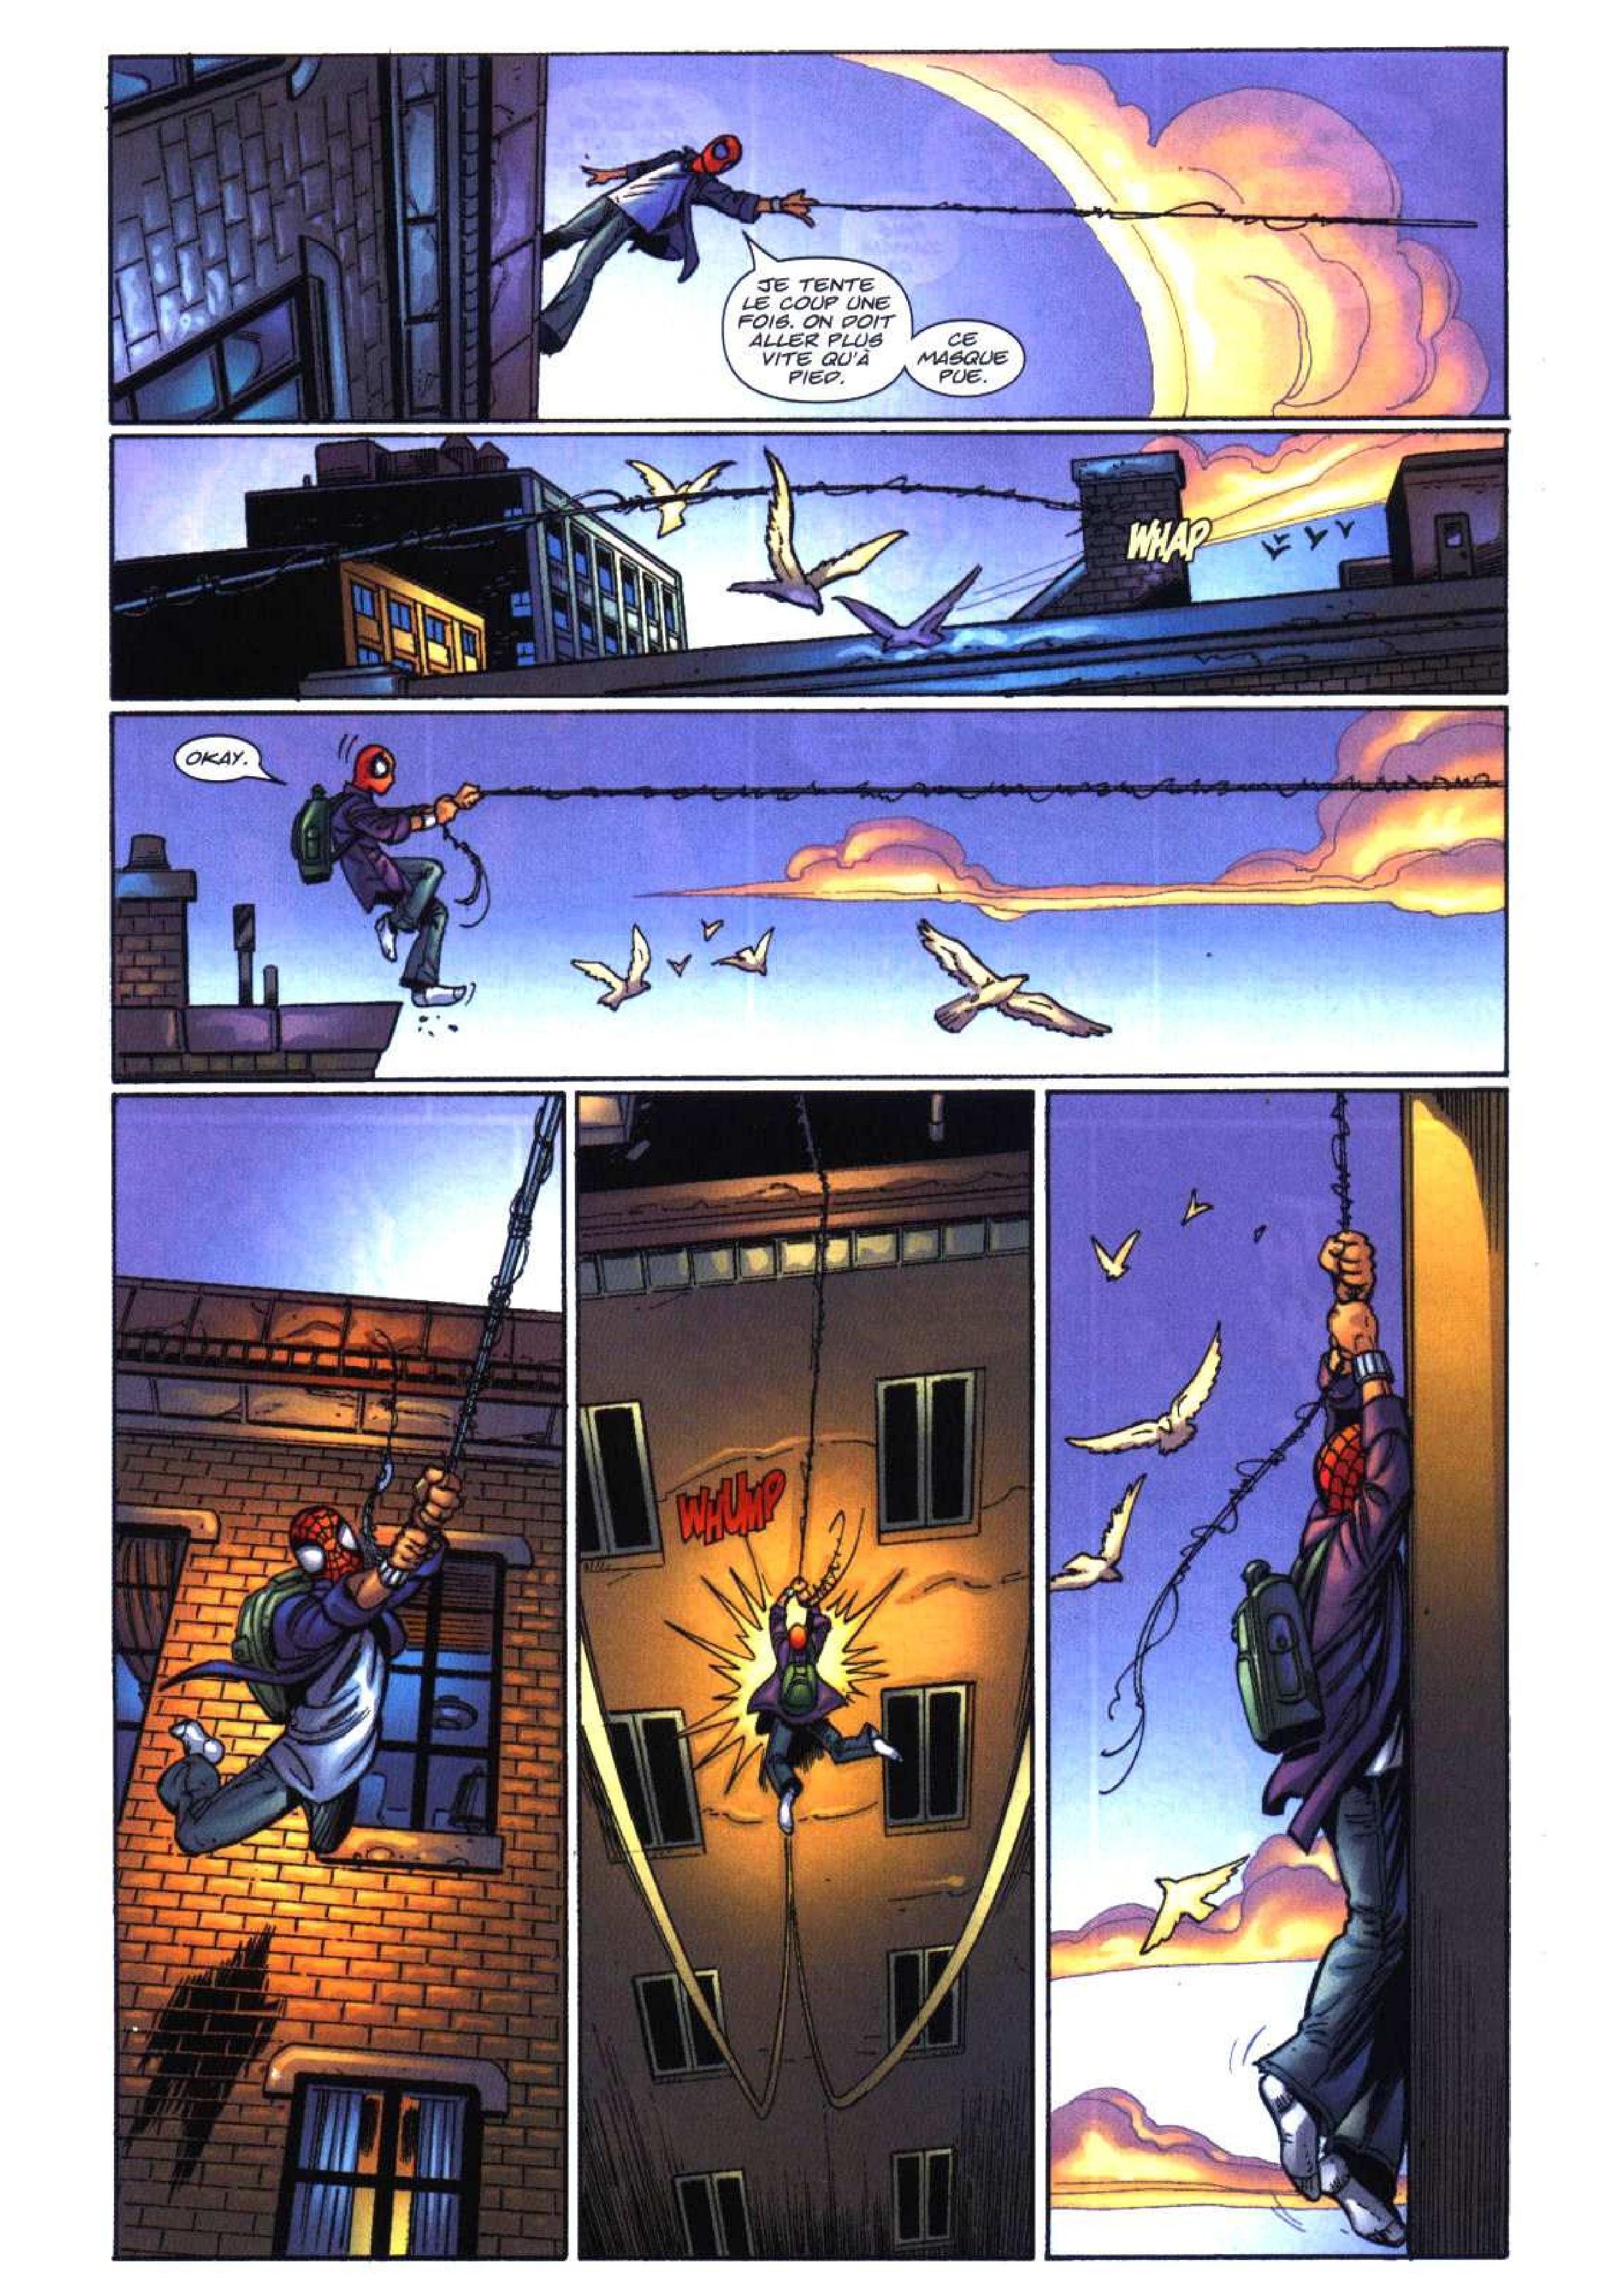 JE TENTE
LE COUP UNE
FOIS. ON DOIT
ALLER PLUS
VITE QU'À
PIED.
CE
MASQUE
PUE.
WHAP
OKAY.
WHUMP